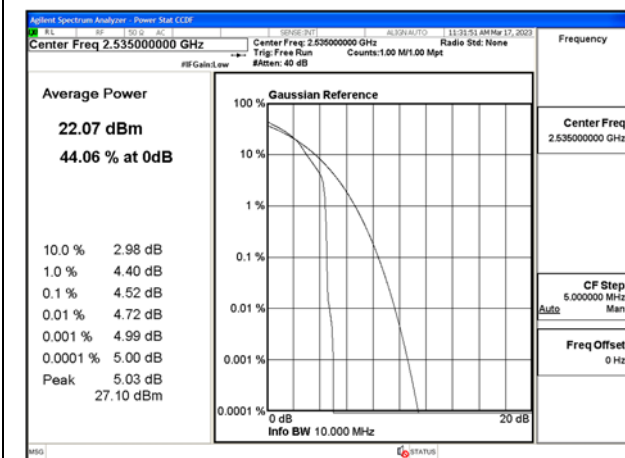 Agilent Spectrum Analyzer - Power Stat CCDF
RL RF 50 Ω AC SENSE:INT ALIGN AUTO 11:31:51 AM Mar 17, 2023
Center Freq 2.535000000 GHz
Center Freq: 2.535000000 GHz Radio Std: None
Trig: Free Run Counts:1.00 M/1.00 Mpt
#IFGain:Low #Atten: 40 dB
Frequency
Average Power
22.07 dBm
44.06 % at 0dB
10.0 % 2.98 dB
1.0 % 4.40 dB
0.1 % 4.52 dB
0.01 % 4.72 dB
0.001 % 4.99 dB
0.0001 % 5.00 dB
Peak 5.03 dB
27.10 dBm
Gaussian Reference
100 %
10 %
1 %
0.1 %
0.01 %
0.001 %
0.0001 %
0 dB 20 dB
Info BW 10.000 MHz
Center Freq
2.535000000 GHz
CF Step
5.000000 MHz
Auto Man
Freq Offset
0 Hz
MSG STATUS